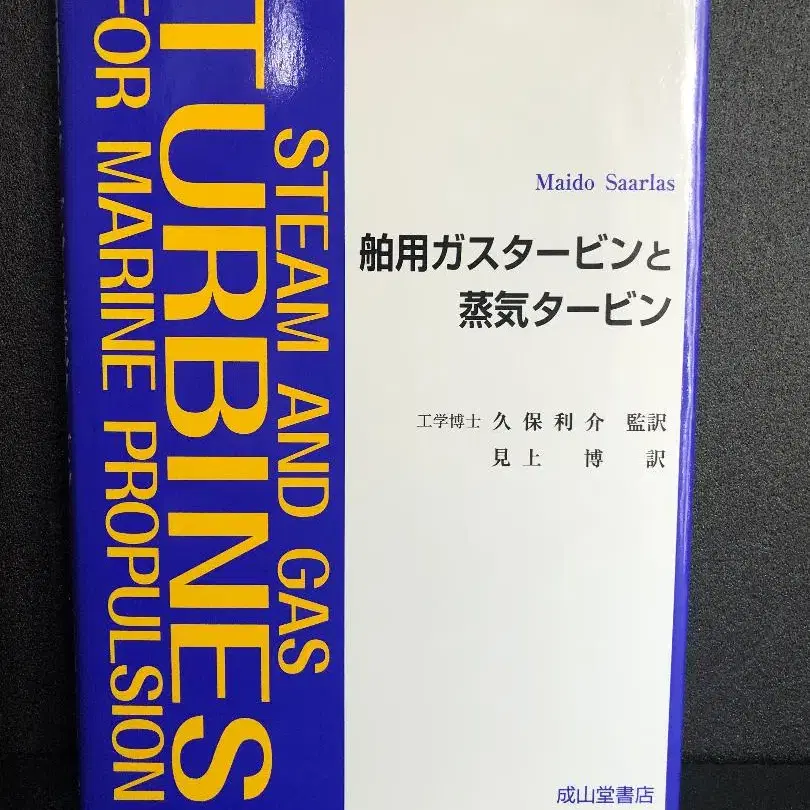 STEAM AND GAS
TURBINES
FOR MARINE PROPULSION
Maido Saarlas
舶用ガスタービンと
蒸気タービン
工学博士 久保利介 監訳
見上 博 訳
成山堂書店